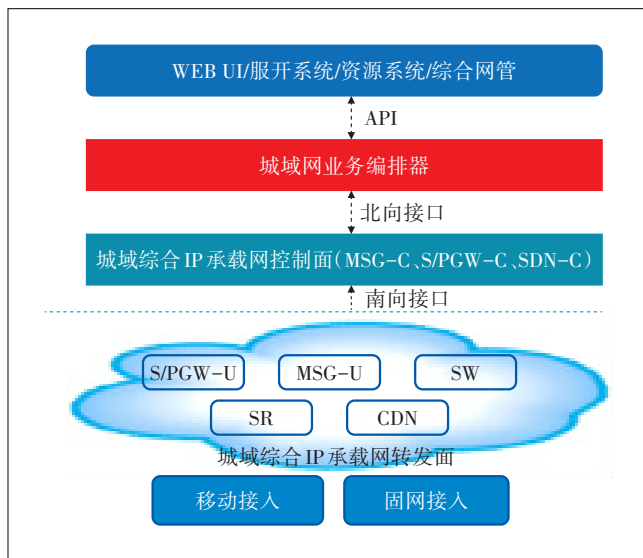 WEB UI/服开系统/资源系统/综合网管
API
城域网业务编排器
北向接口
城域综合IP承载网控制面(MSG-C、S/PGW-C、SDN-C)
南向接口
S/PGW-U MSG-U SW
SR CDN
城域综合IP承载网转发面
移动接入 固网接入